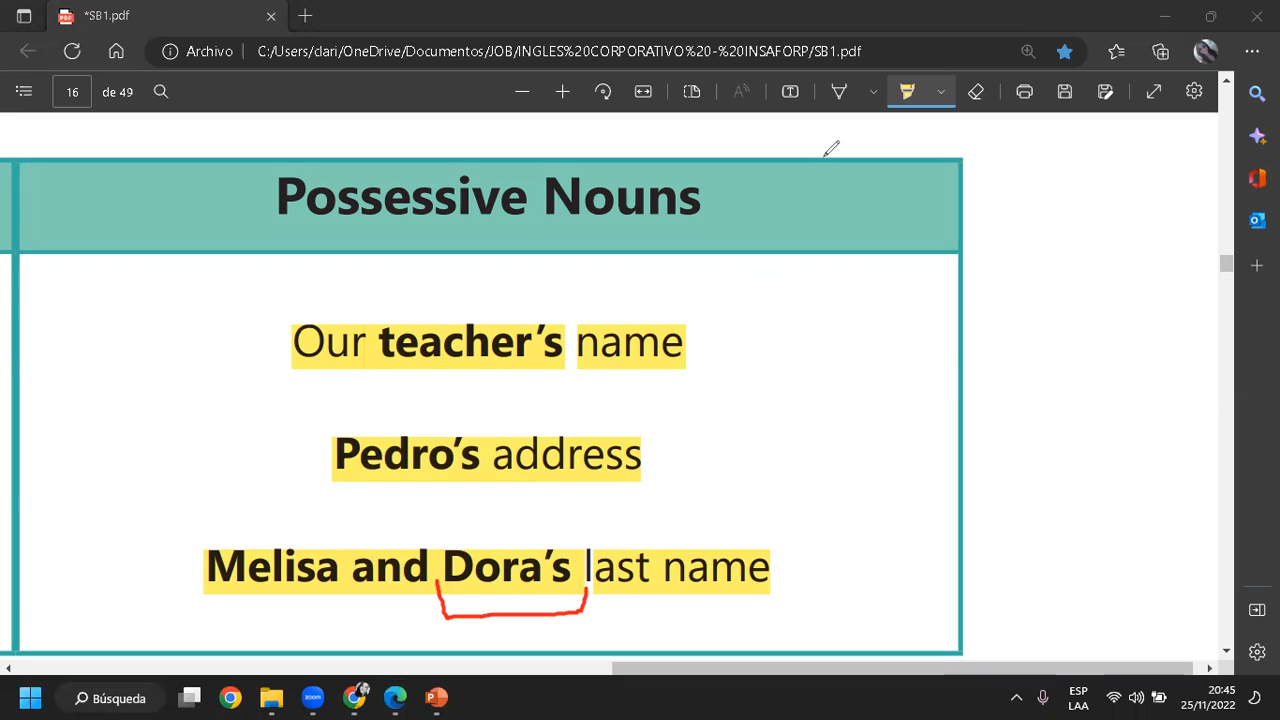 *SB1.pdf
Archivo C:/Users/clari/OneDrive/Documentos/JOB/INGLES%20CORPORATIVO%20-%20INSAFORP/SB1.pdf
16 de 49
Possessive Nouns
Our teacher's name
Pedro's address
Melisa and Dora's last name
Búsqueda
zoom
ESP
LAA
20:45
25/11/2022